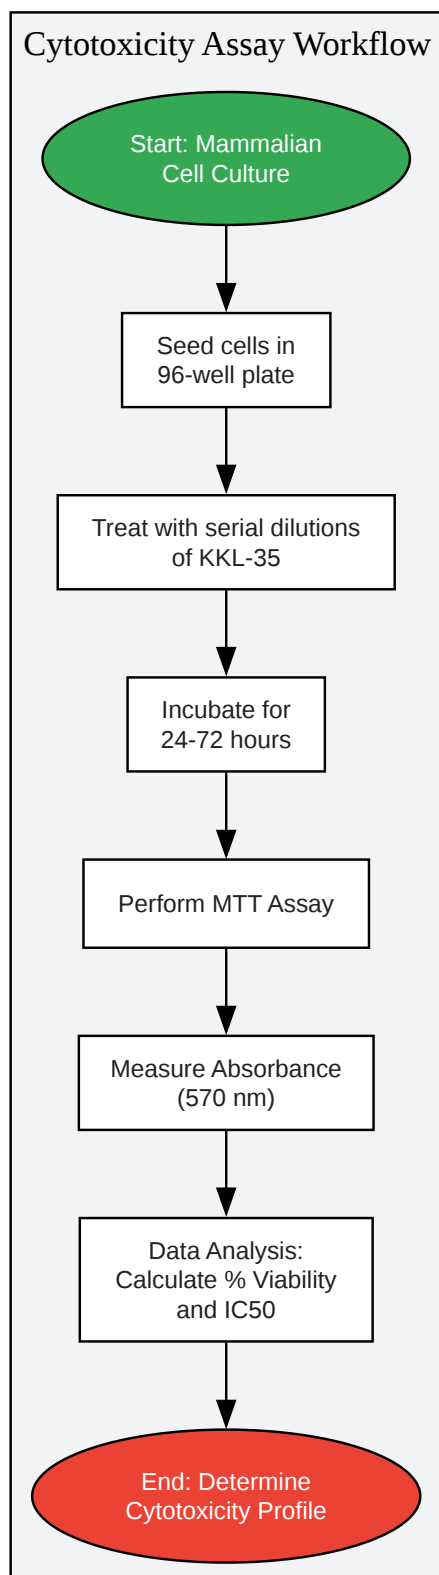 Cytotoxicity Assay Workflow
Start: Mammalian
Cell Culture
Seed cells in
96-well plate
Treat with serial dilutions
of KKL-35
Incubate for
24-72 hours
Perform MTT Assay
Measure Absorbance
(570 nm)
Data Analysis:
Calculate % Viability
and IC50
End: Determine
Cytotoxicity Profile